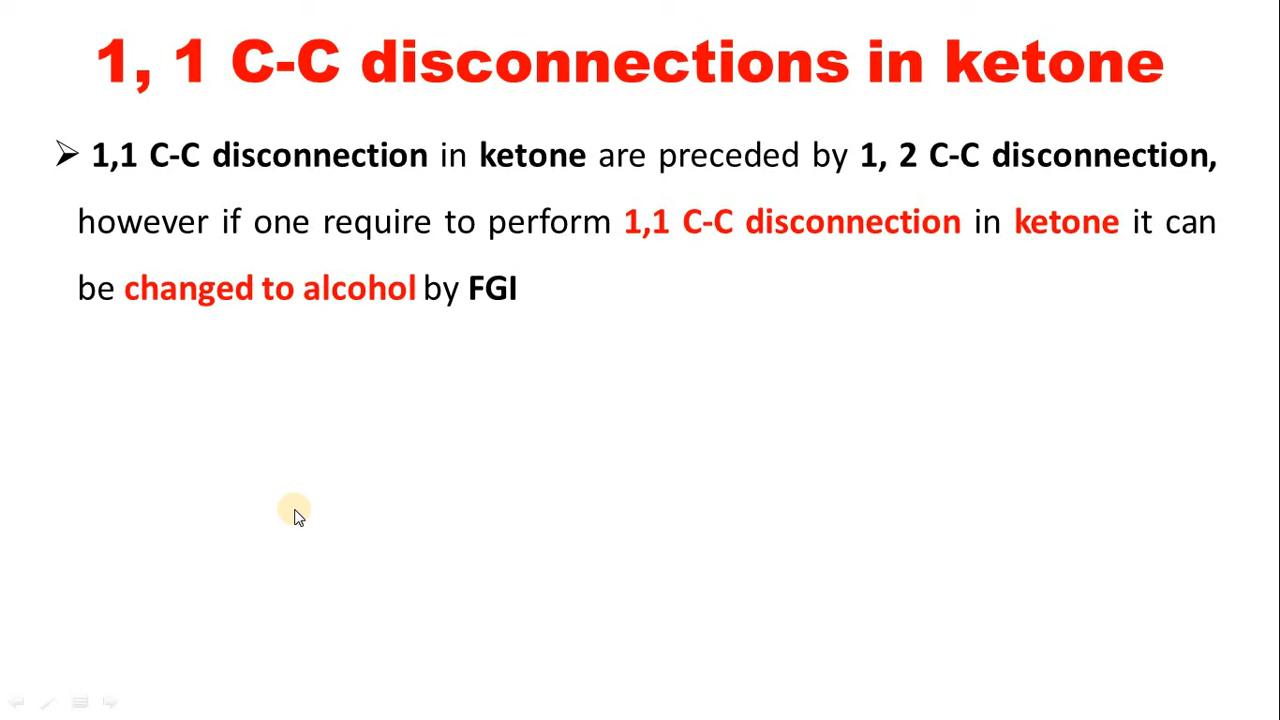 1, 1 C-C disconnections in ketone
➢ 1,1 C-C disconnection in ketone are preceded by 1, 2 C-C disconnection,
however if one require to perform 1,1 C-C disconnection in ketone it can
be changed to alcohol by FGI